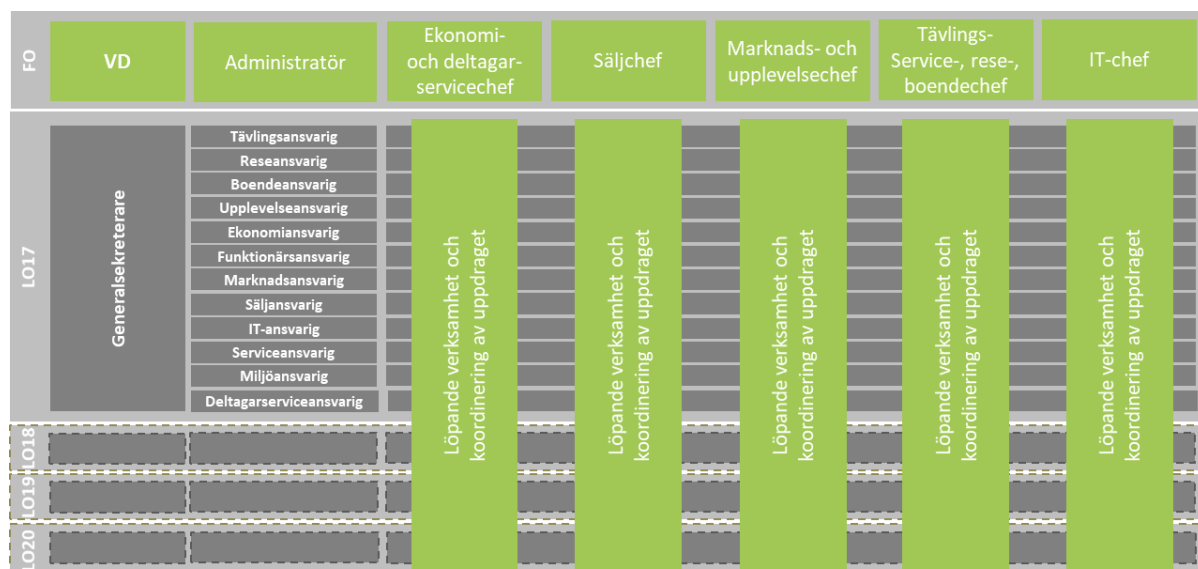 FO
VD
Administratör
Ekonomi-
och deltagar-
servicechef
Säljchef
Marknads- och
upplevelsechef
Tävlings-
Service-, rese-,
boendechef
IT-chef
LO17
Generalsekreterare
Tävlingsansvarig
Reseansvarig
Boendeansvarig
Upplevelseansvarig
Ekonomiansvarig
Funktionärsansvarig
Marknadsansvarig
Säljansvarig
IT-ansvarig
Serviceansvarig
Miljöansvarig
Deltagarserviceansvarig
Löpande verksamhet och
koordinering av uppdraget
Löpande verksamhet och
koordinering av uppdraget
Löpande verksamhet och
koordinering av uppdraget
Löpande verksamhet och
koordinering av uppdraget
Löpande verksamhet och
koordinering av uppdraget
LO18
LO19
LO20